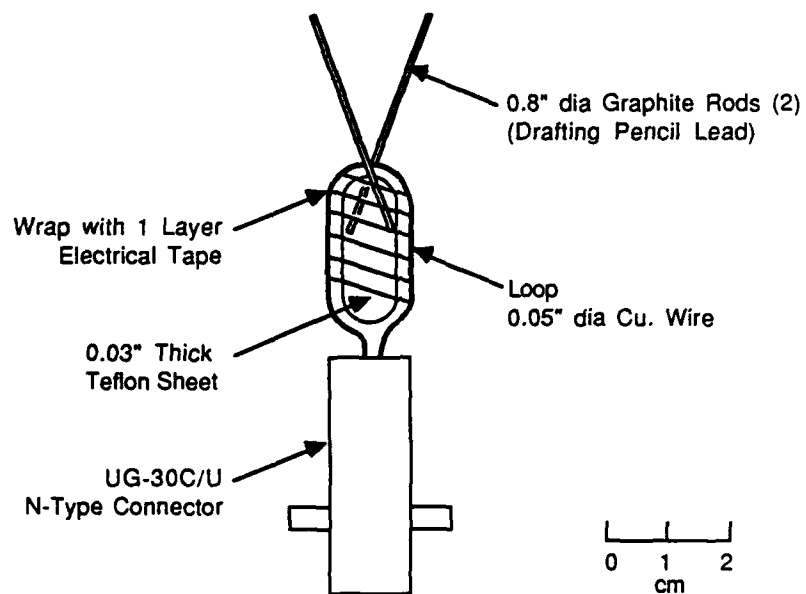 0.8" dia Graphite Rods (2)
(Drafting Pencil Lead)
Wrap with 1 Layer
Electrical Tape
Loop
0.05" dia Cu. Wire
0.03" Thick
Teflon Sheet
UG-30C/U
N-Type Connector
0 1 2
cm